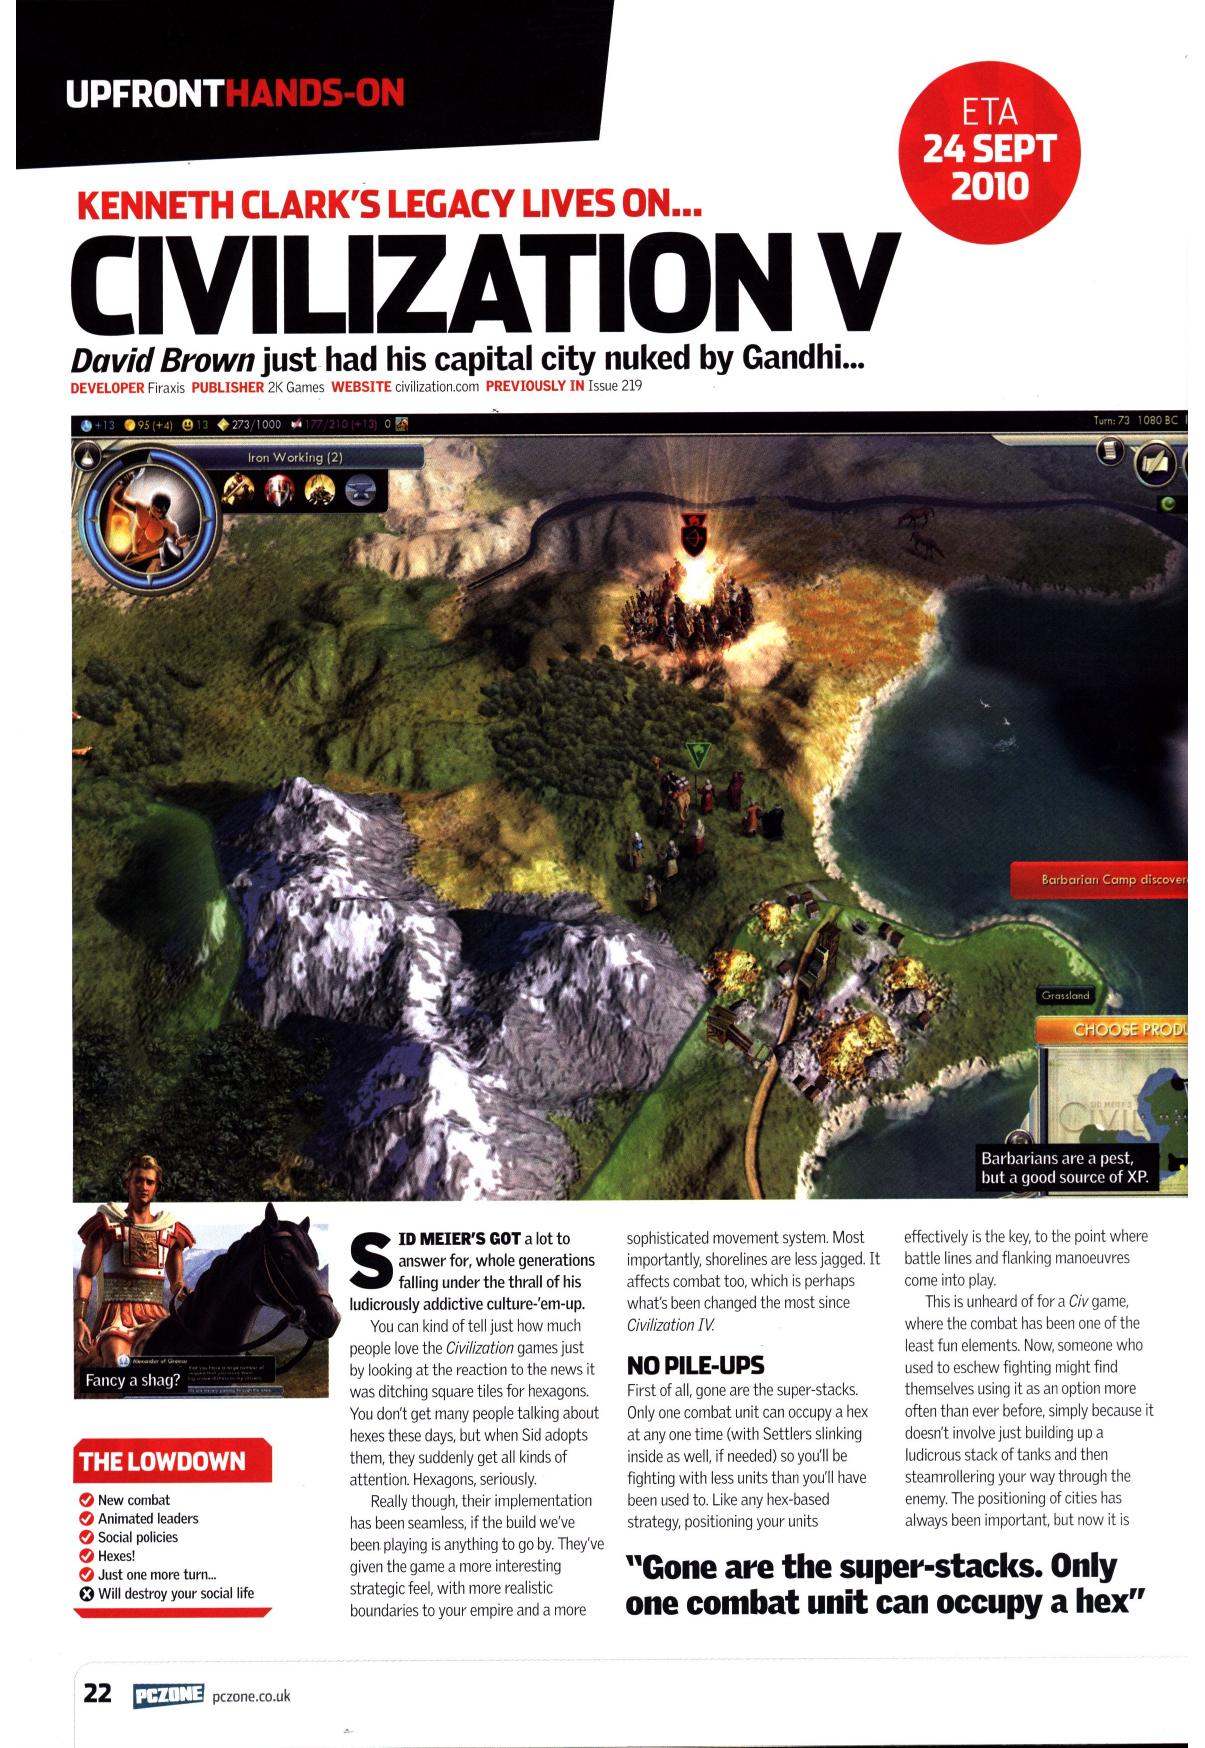 UPFRONTHANDS-ON
ETA
24 SEPT
2010
KENNETH CLARK'S LEGACY LIVES ON...
CIVILIZATION V
David Brown just had his capital city nuked by Gandhi...
DEVELOPER Firaxis PUBLISHER 2K Games WEBSITE civilization.com PREVIOUSLY IN Issue 219
+13 95 (+4) 13 273/1000 177/210 (+13) 0
Turn: 73 1080 BC
Iron Working (2)
Barbarian Camp discover
Grassland
CHOOSE PRODU
SID MEIER'S
CIVIL
Barbarians are a pest,
but a good source of XP.
Alexander of Greece
Fancy a shag?
THE LOWDOWN
New combat
Animated leaders
Social policies
Hexes!
Just one more turn...
Will destroy your social life
SID MEIER'S GOT a lot to
answer for, whole generations
falling under the thrall of his
ludicrously addictive culture-'em-up.
You can kind of tell just how much
people love the Civilization games just
by looking at the reaction to the news it
was ditching square tiles for hexagons.
You don't get many people talking about
hexes these days, but when Sid adopts
them, they suddenly get all kinds of
attention. Hexagons, seriously.
Really though, their implementation
has been seamless, if the build we've
been playing is anything to go by. They've
given the game a more interesting
strategic feel, with more realistic
boundaries to your empire and a more
sophisticated movement system. Most
importantly, shorelines are less jagged. It
affects combat too, which is perhaps
what's been changed the most since
Civilization IV.
NO PILE-UPS
First of all, gone are the super-stacks.
Only one combat unit can occupy a hex
at any one time (with Settlers slinking
inside as well, if needed) so you'll be
fighting with less units than you'll have
been used to. Like any hex-based
strategy, positioning your units
effectively is the key, to the point where
battle lines and flanking manoeuvres
come into play.
This is unheard of for a Civ game,
where the combat has been one of the
least fun elements. Now, someone who
used to eschew fighting might find
themselves using it as an option more
often than ever before, simply because it
doesn't involve just building up a
ludicrous stack of tanks and then
steamrollering your way through the
enemy. The positioning of cities has
always been important, but now it is
"Gone are the super-stacks. Only
one combat unit can occupy a hex"
22 PCZONE pczone.co.uk